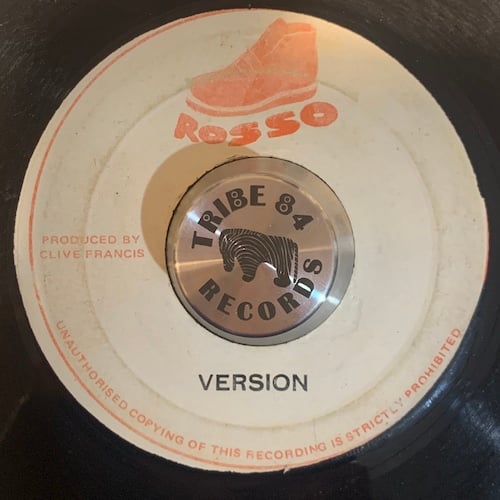 Rosso
TRIBE 84
RECORDS
PRODUCED BY
CLIVE FRANCIS
VERSION
UNAUTHORISED COPYING OF THIS RECORDING IS STRICTLY PROHIBITED